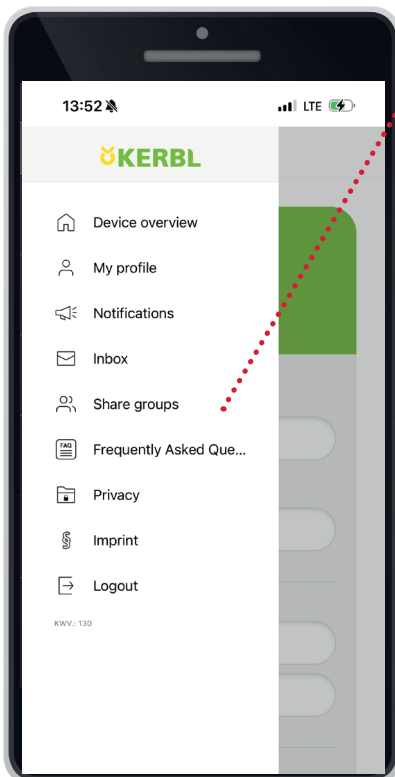 13:52
LTE
KERBL
Device overview
My profile
Notifications
Inbox
Share groups
FAQ
Frequently Asked Que...
Privacy
§ Imprint
Logout
KWV.: 130